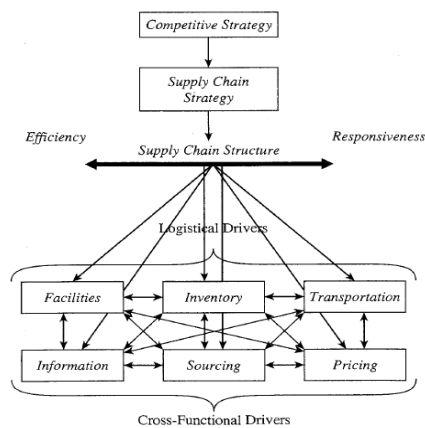 Competitive Strategy
Supply Chain
Strategy
Efficiency
Responsiveness
Supply Chain Structure
Logistical Drivers
Facilities
Inventory
Transportation
Information
Sourcing
Pricing
Cross-Functional Drivers